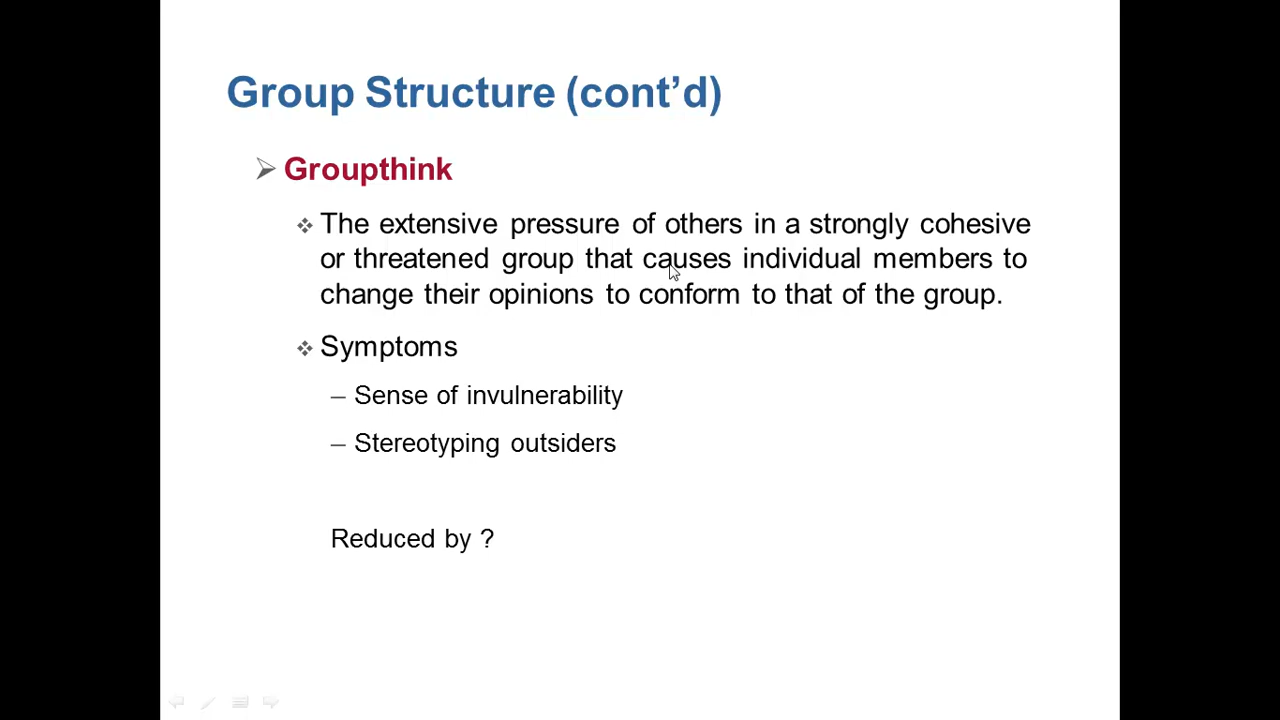 Group Structure (cont’d)
Groupthink
The extensive pressure of others in a strongly cohesive
or threatened group that causes individual members to
change their opinions to conform to that of the group.
Symptoms
– Sense of invulnerability
– Stereotyping outsiders
Reduced by ?